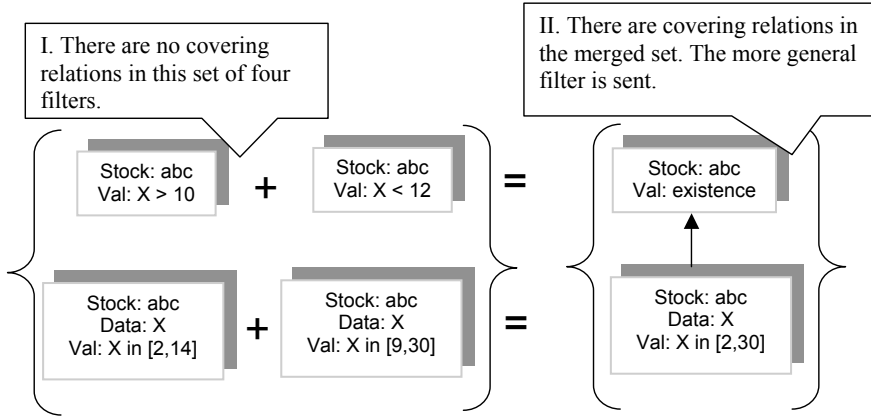 I. There are no covering
relations in this set of four
filters.
II. There are covering relations in
the merged set. The more general
filter is sent.
Stock: abc
Val: X > 10
+
Stock: abc
Val: X < 12
=
Stock: abc
Val: existence
Stock: abc
Data: X
Val: X in [2,14]
+
Stock: abc
Data: X
Val: X in [9,30]
=
Stock: abc
Data: X
Val: X in [2,30]